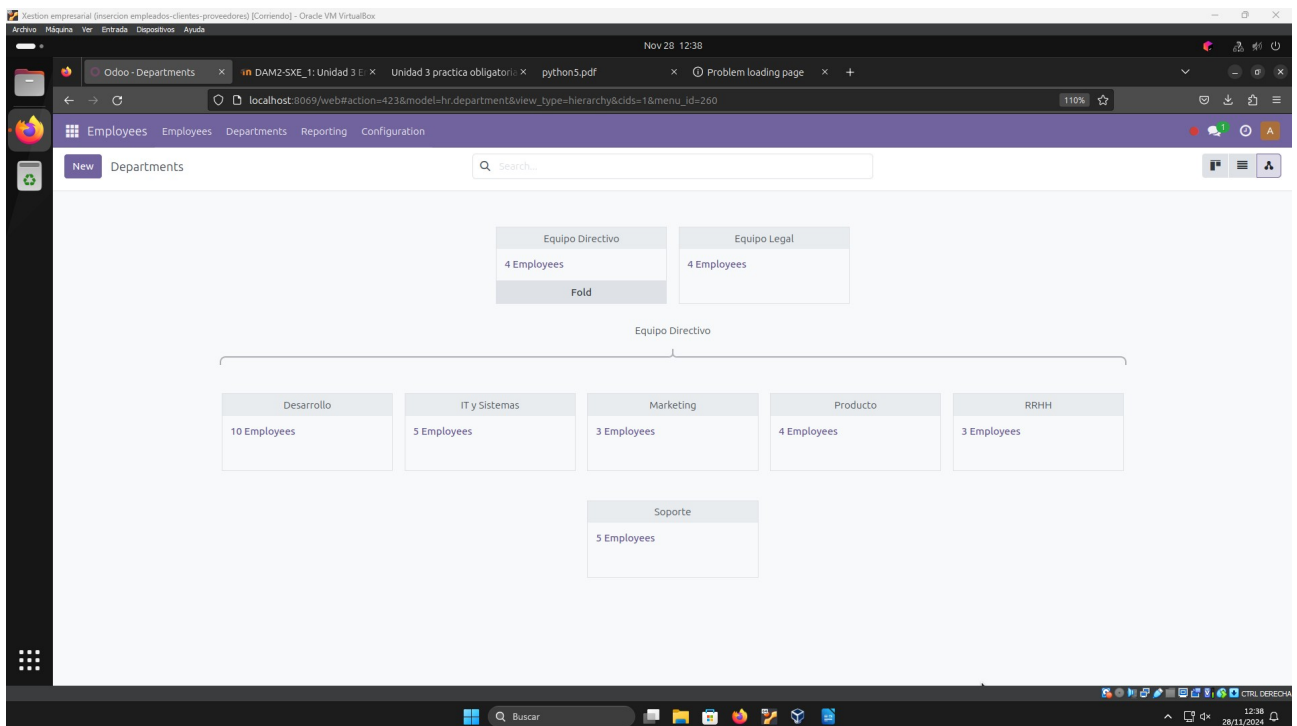 Xestion empresarial (insercion empleados-clientes-proveedores) [Corriendo] - Oracle VM VirtualBox
Archivo Máquina Ver Entrada Dispositivos Ayuda
Nov 28 12:38
Odoo - Departments
DAM2-SXE_1: Unidad 3 E
Unidad 3 practica obligatoria
python5.pdf
Problem loading page
localhost:8069/web#action=423&model=hr.department&view_type=hierarchy&cids=1&menu_id=260
110%
Employees Employees Departments Reporting Configuration
1
A
New Departments
Search...
Equipo Directivo
4 Employees
Fold
Equipo Legal
4 Employees
Equipo Directivo
Desarrollo
10 Employees
IT y Sistemas
5 Employees
Marketing
3 Employees
Producto
4 Employees
RRHH
3 Employees
Soporte
5 Employees
CTRL DERECHA
Buscar
12:38
28/11/2024